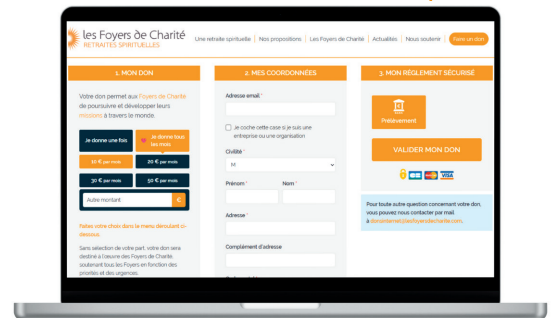 les Foyers de Charité
RETRAITES SPIRITUELLES
Une retraite spirituelle | Nos propositions | Les Foyers de Charité | Actualités | Nous soutenir | Faire un don
1. MON DON
Votre don permet aux Foyers de Charité
de poursuivre et développer leurs
missions à travers le monde.
Je donne une fois
Je donne tous
les mois
10 € par mois
20 € par mois
30 € par mois
50 € par mois
Autre montant
€
Faites votre choix dans le menu déroulant ci-
dessous.
Sans sélection de votre part, votre don sera
destiné à l'œuvre des Foyers de Charité,
soutenant tous les Foyers en fonction des
priorités et des urgences.
2. MES COORDONNÉES
Adresse email *
Je coche cette case si je suis une
entreprise ou une organisation
Civilité *
M
Prénom *
Nom *
Adresse *
Complément d'adresse
3. MON RÉGLEMENT SÉCURISÉ
Prélèvement
VALIDER MON DON
VISA
Pour toute autre question concernant votre don,
vous pouvez nous contacter par mail